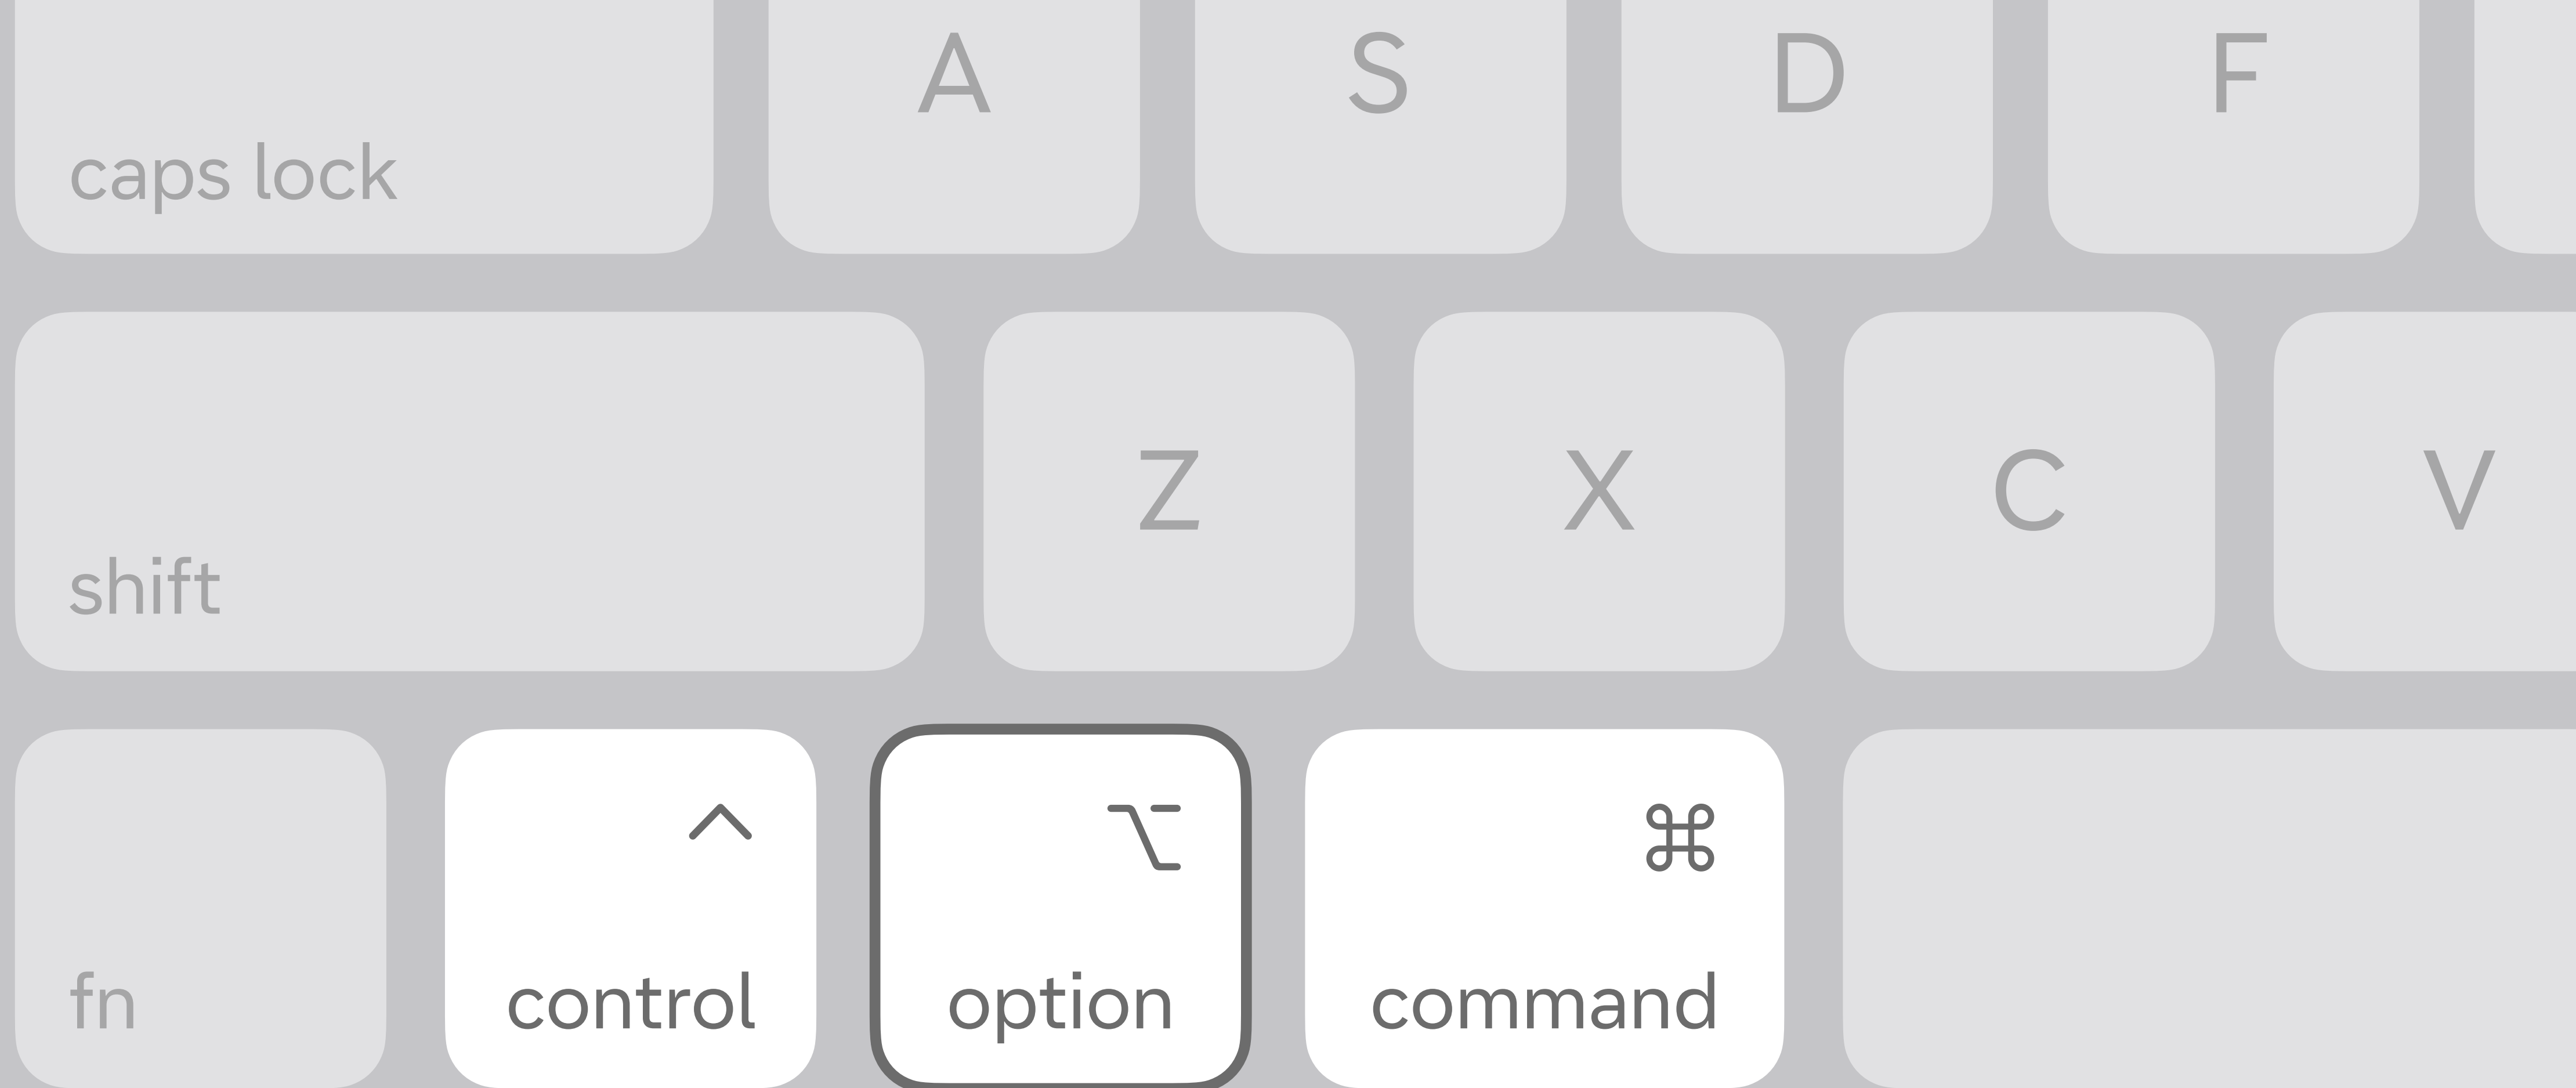 A S D F
caps lock
Z X C V
shift
^ ⌥ ⌘
fn control option command